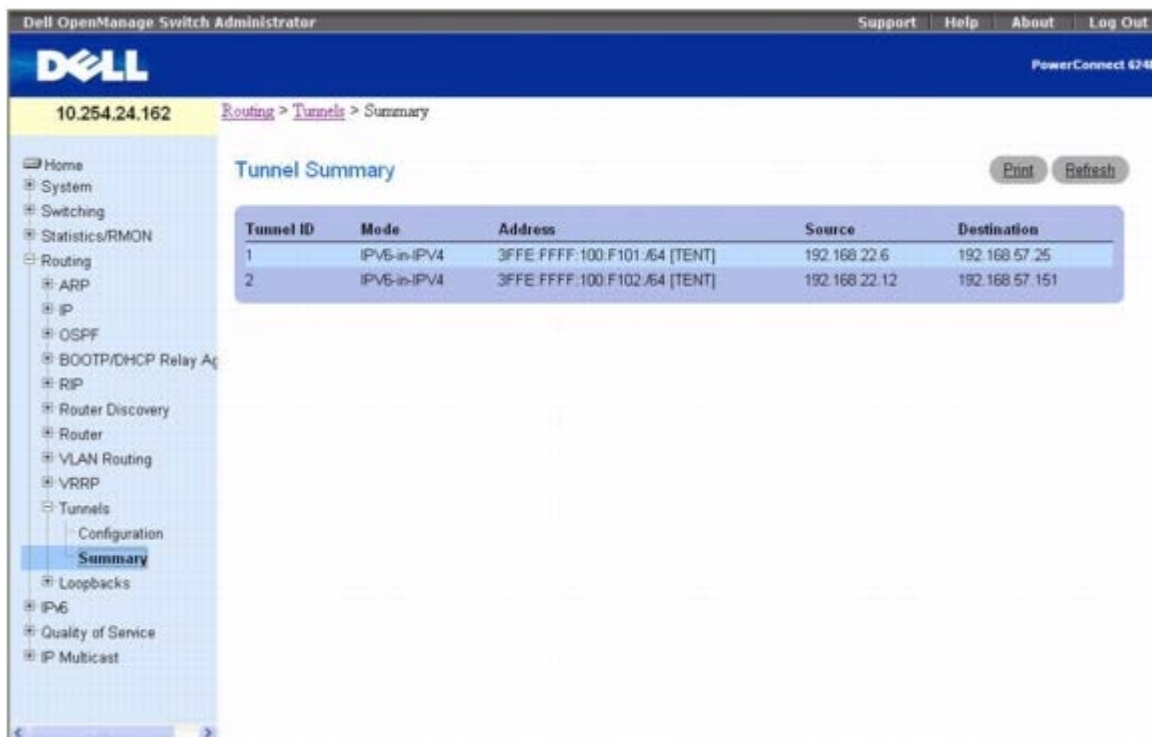 Dell OpenManage Switch Administrator
Support Help About Log Out
DELL
PowerConnect
10.254.24.162
Routing > Tunnels > Summary
Home
System
Switching
Statistics/RMON
Routing
ARP
IP
OSPF
BOOTP/DHCP Relay Ag
RIP
Router Discovery
Router
VLAN Routing
VRRP
Tunnels
Configuration
Summary
Loopbacks
IPv6
Quality of Service
IP Multicast
Tunnel Summary
Print Refresh
Tunnel ID Mode Address Source Destination
1 IPV6-in-IPV4 3FFE:FFFF:100:F101:/64 [TENT] 192.168.22.6 192.168.57.25
2 IPV6-in-IPV4 3FFE:FFFF:100:F102:/64 [TENT] 192.168.22.12 192.168.57.151